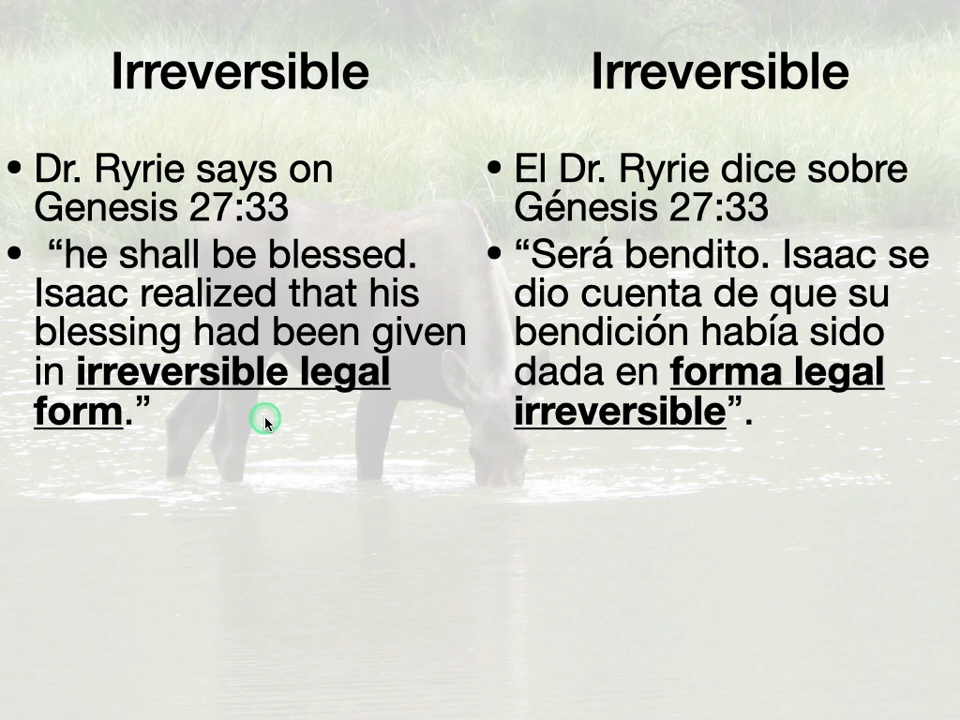 Irreversible
• Dr. Ryrie says on
Genesis 27:33
• “he shall be blessed.
Isaac realized that his
blessing had been given
in irreversible legal
form.”
Irreversible
• El Dr. Ryrie dice sobre
Génesis 27:33
• “Será bendito. Isaac se
dio cuenta de que su
bendición había sido
dada en forma legal
irreversible”.